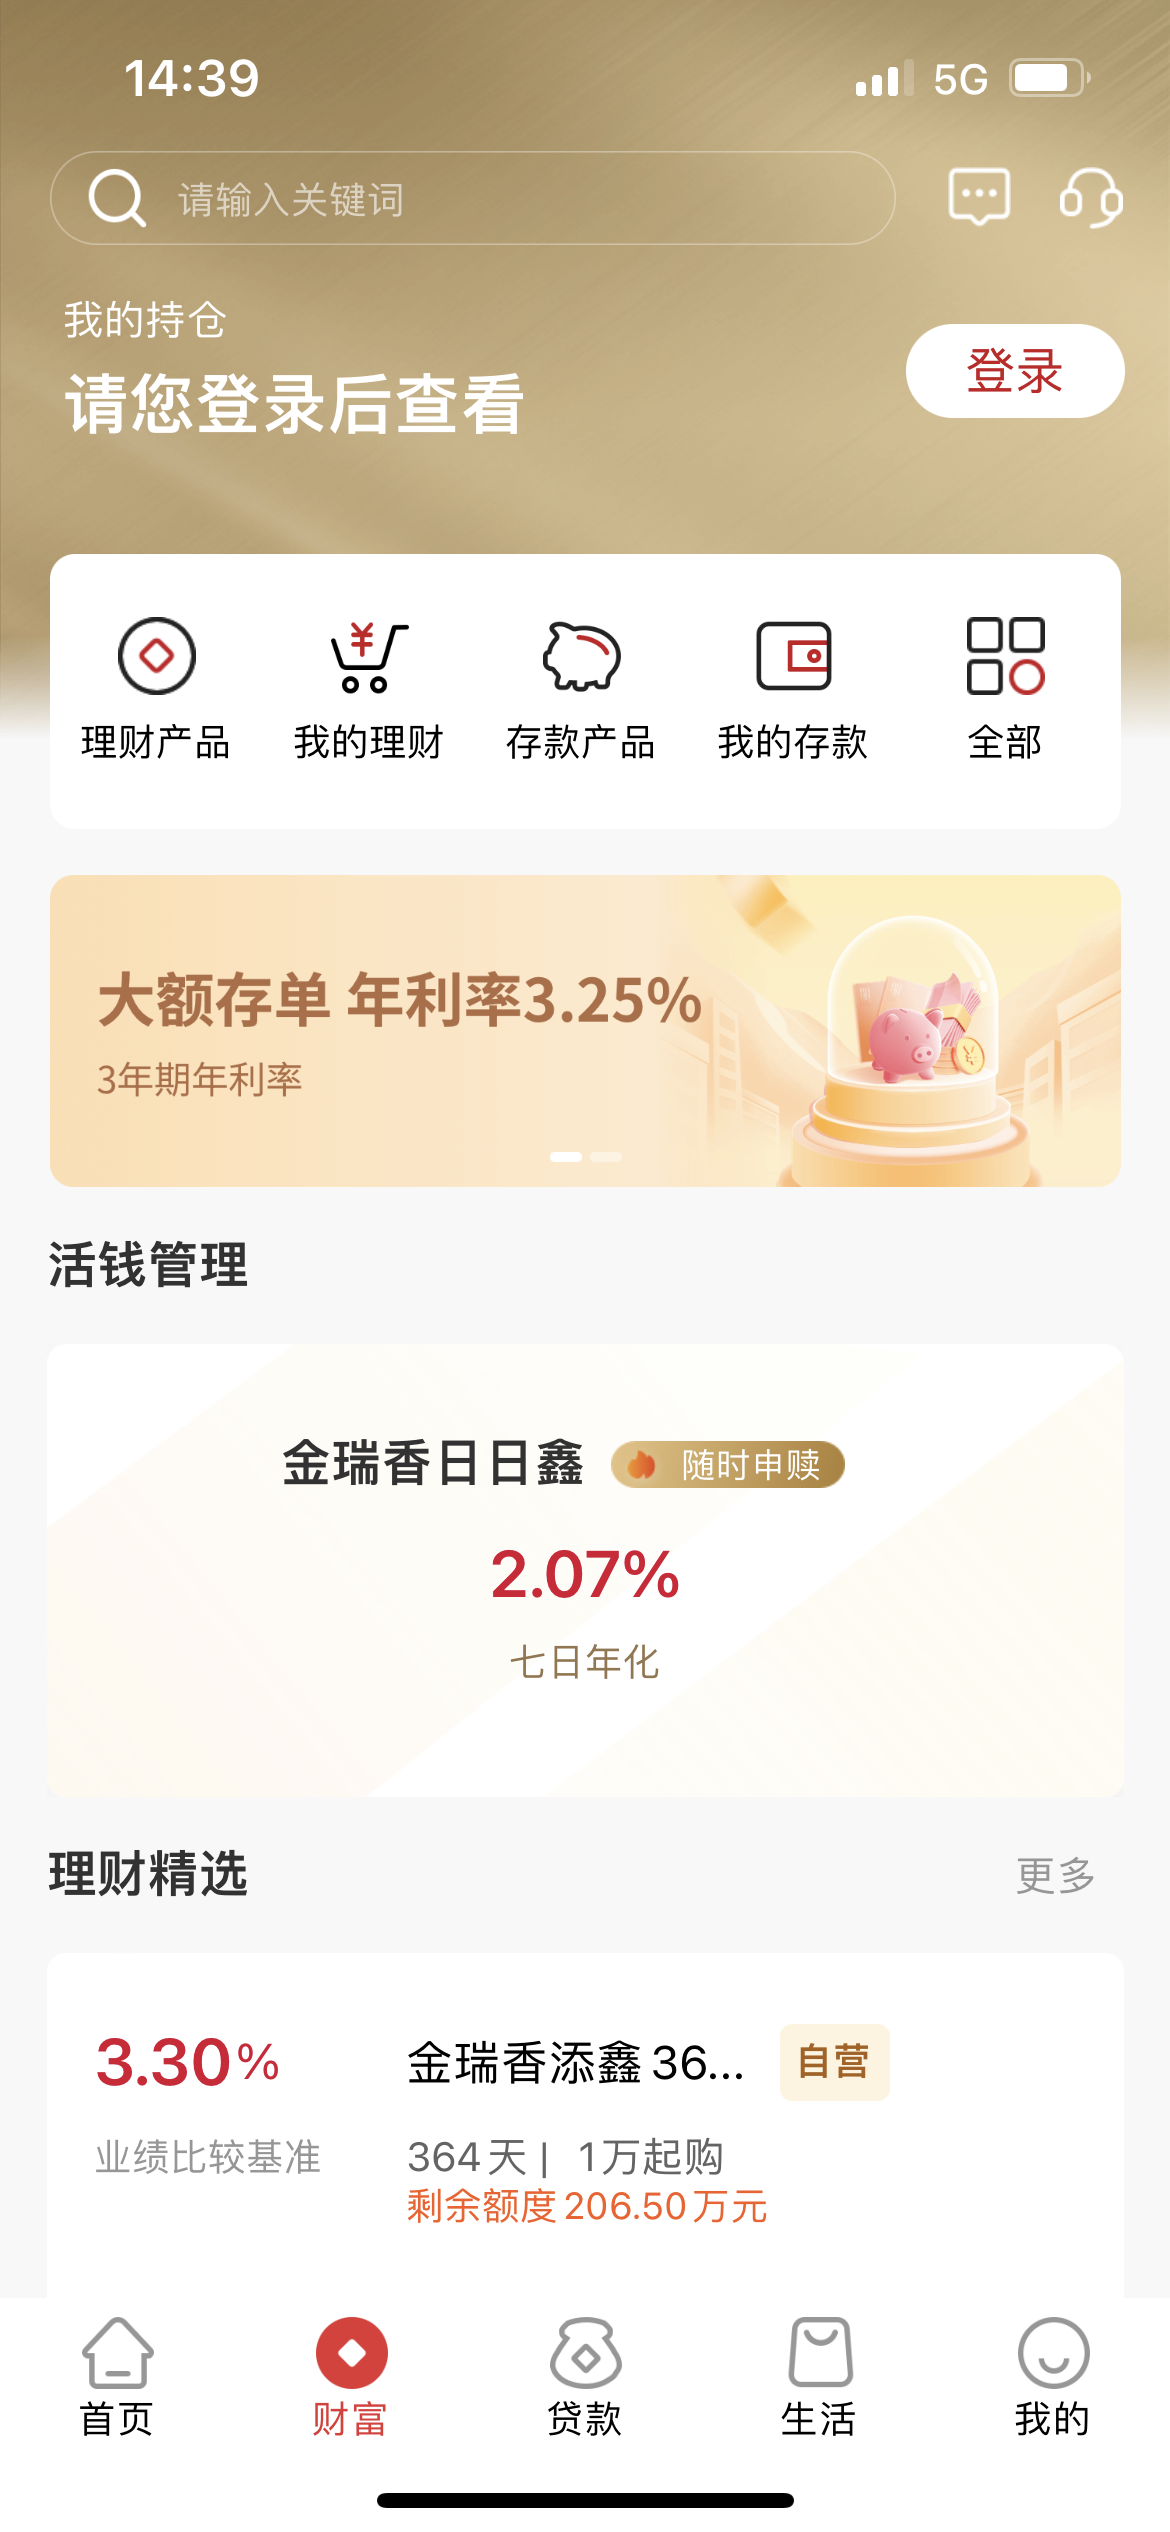 14:39
5G
请输入关键词
我的持仓
请您登录后查看
登录
理财产品
我的理财
存款产品
我的存款
全部
大额存单 年利率3.25%
3年期年利率
活钱管理
金瑞香日日鑫
随时申赎
2.07%
七日年化
理财精选
更多
3.30%
金瑞香添鑫36...
自营
业绩比较基准
364天 | 1万起购
剩余额度206.50万元
首页
财富
贷款
生活
我的